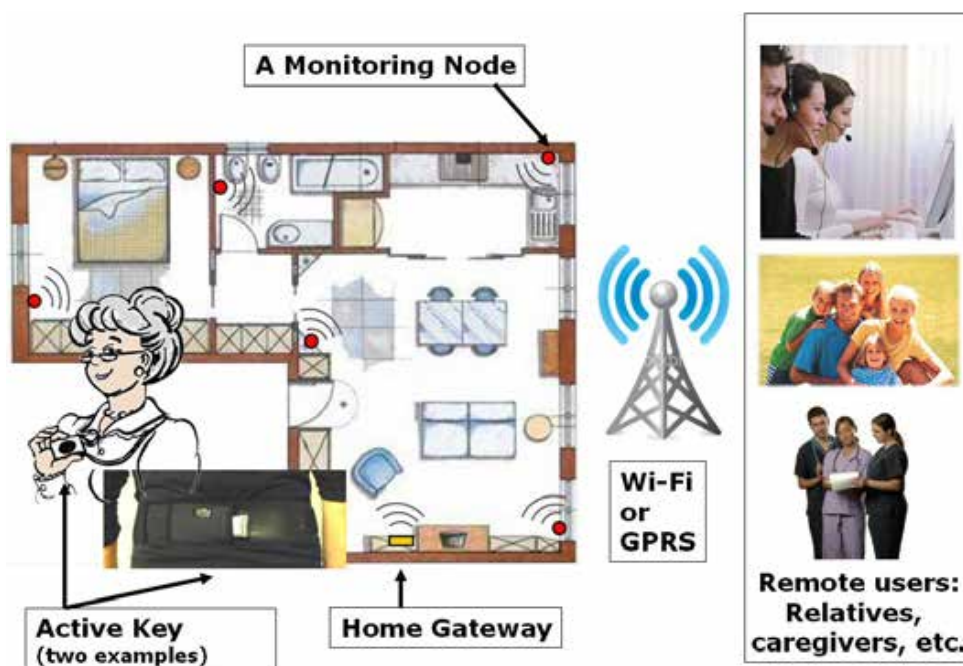 A Monitoring Node
Wi-Fi
or
GPRS
Active Key
(two examples)
Home Gateway
Remote users:
Relatives,
caregivers, etc.